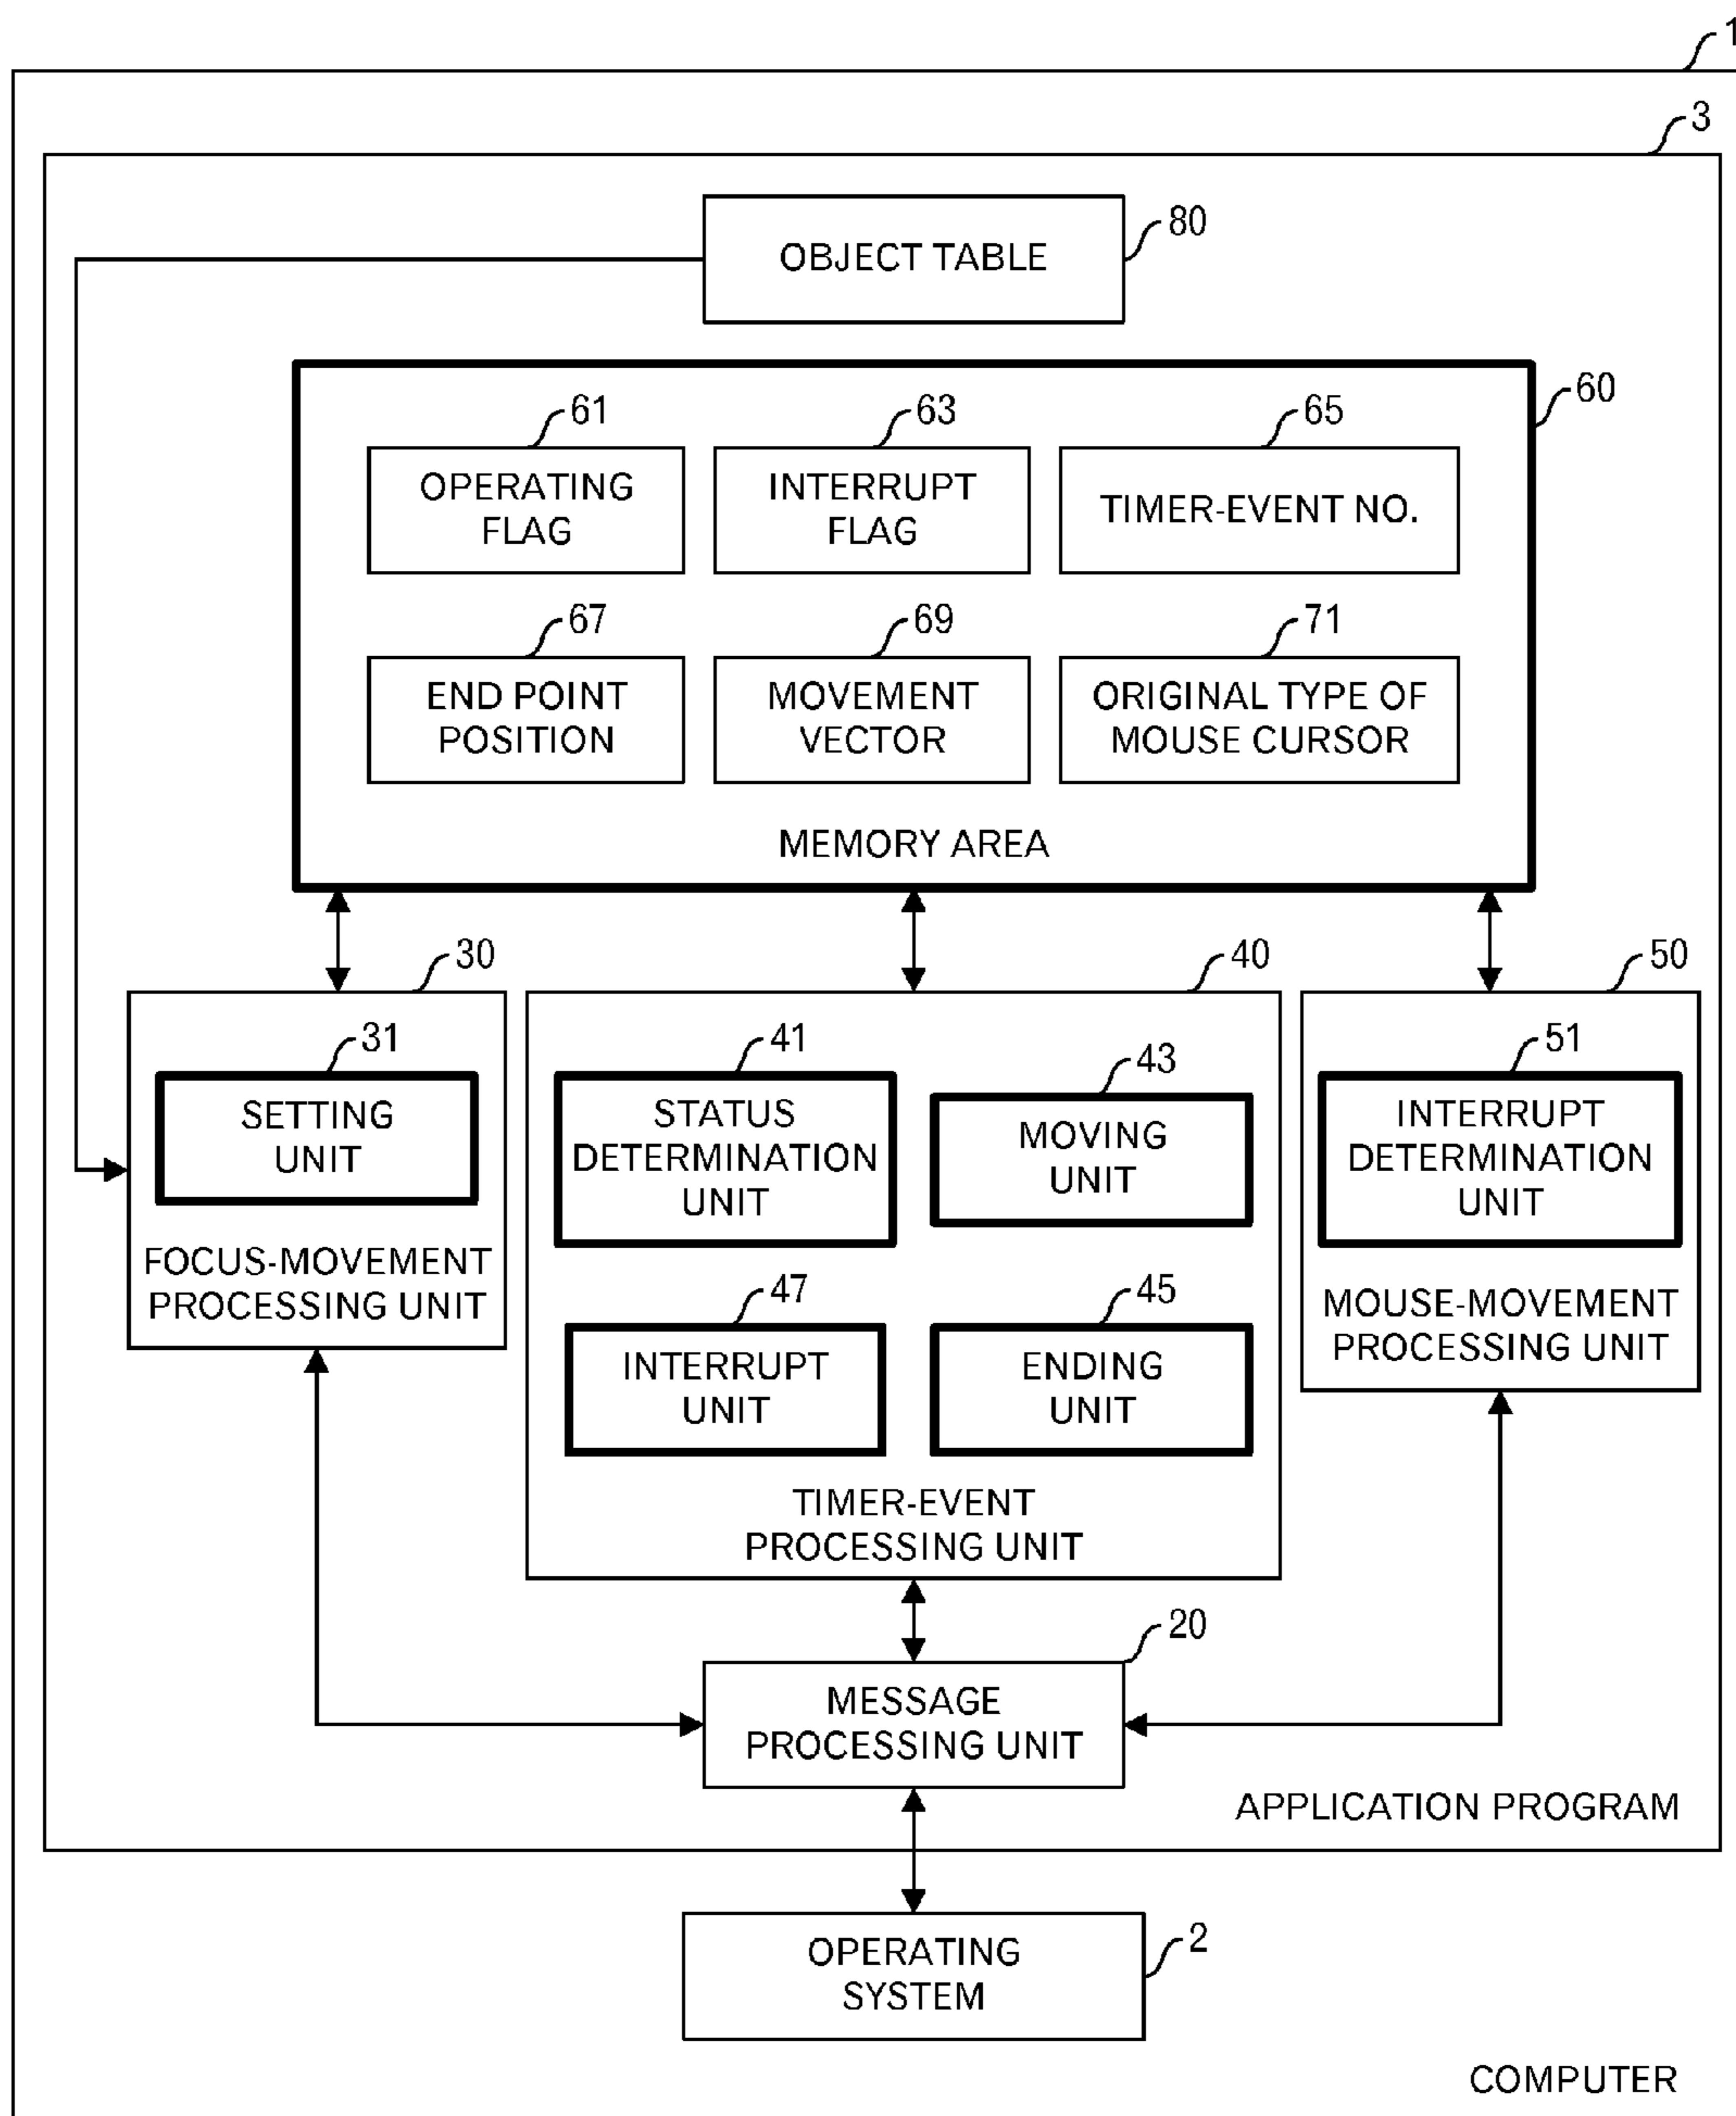 1
3
OBJECT TABLE
80
60
61
63
65
OPERATING
FLAG
INTERRUPT
FLAG
TIMER-EVENT NO.
67
69
71
END POINT
POSITION
MOVEMENT
VECTOR
ORIGINAL TYPE OF
MOUSE CURSOR
MEMORY AREA
30
40
50
31
SETTING
UNIT
FOCUS-MOVEMENT
PROCESSING UNIT
41
STATUS
DETERMINATION
UNIT
43
MOVING
UNIT
47
INTERRUPT
UNIT
45
ENDING
UNIT
TIMER-EVENT
PROCESSING UNIT
51
INTERRUPT
DETERMINATION
UNIT
MOUSE-MOVEMENT
PROCESSING UNIT
20
MESSAGE
PROCESSING UNIT
APPLICATION PROGRAM
2
OPERATING
SYSTEM
COMPUTER